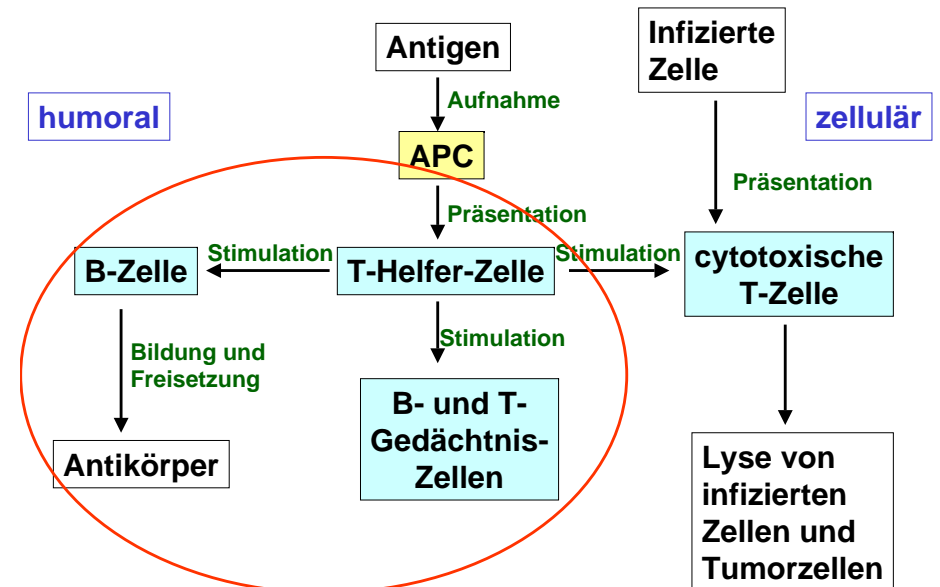 Antigen
Infizierte
Zelle
humoral
Aufnahme
zellulär
APC
Präsentation
Präsentation
B-Zelle
Stimulation
T-Helfer-Zelle
Stimulation
cytotoxische
T-Zelle
Bildung und
Freisetzung
Stimulation
Antikörper
B- und T-
Gedächtnis-
Zellen
Lyse von
infizierten
Zellen und
Tumorzellen